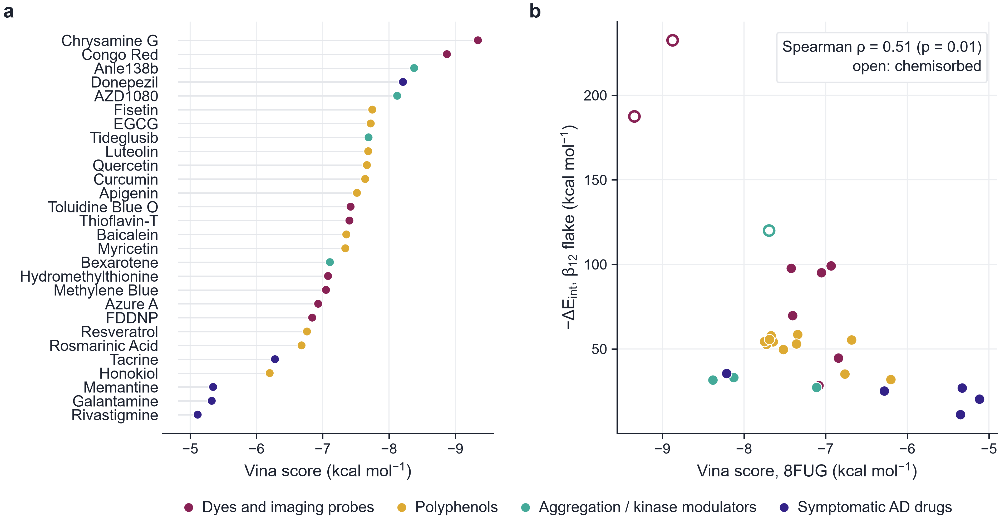 a
Chrysamine G
Congo Red
Anle138b
Donepezil
AZD1080
Fisetin
EGCG
Tideglusib
Luteolin
Quercetin
Curcumin
Apigenin
Toluidine Blue O
Thioflavin-T
Baicalein
Myricetin
Bexarotene
Hydromethylthionine
Methylene Blue
Azure A
FDDNP
Resveratrol
Rosmarinic Acid
Tacrine
Honokiol
Memantine
Galantamine
Rivastigmine
−5 −6 −7 −8 −9
Vina score (kcal mol⁻¹)
b
Spearman ρ = 0.51 (p = 0.01)
open: chemisorbed
−ΔE_int, β₁₂ flake (kcal mol⁻¹)
200
150
100
50
−9 −8 −7 −6 −5
Vina score, 8FUG (kcal mol⁻¹)
Dyes and imaging probes Polyphenols Aggregation / kinase modulators Symptomatic AD drugs